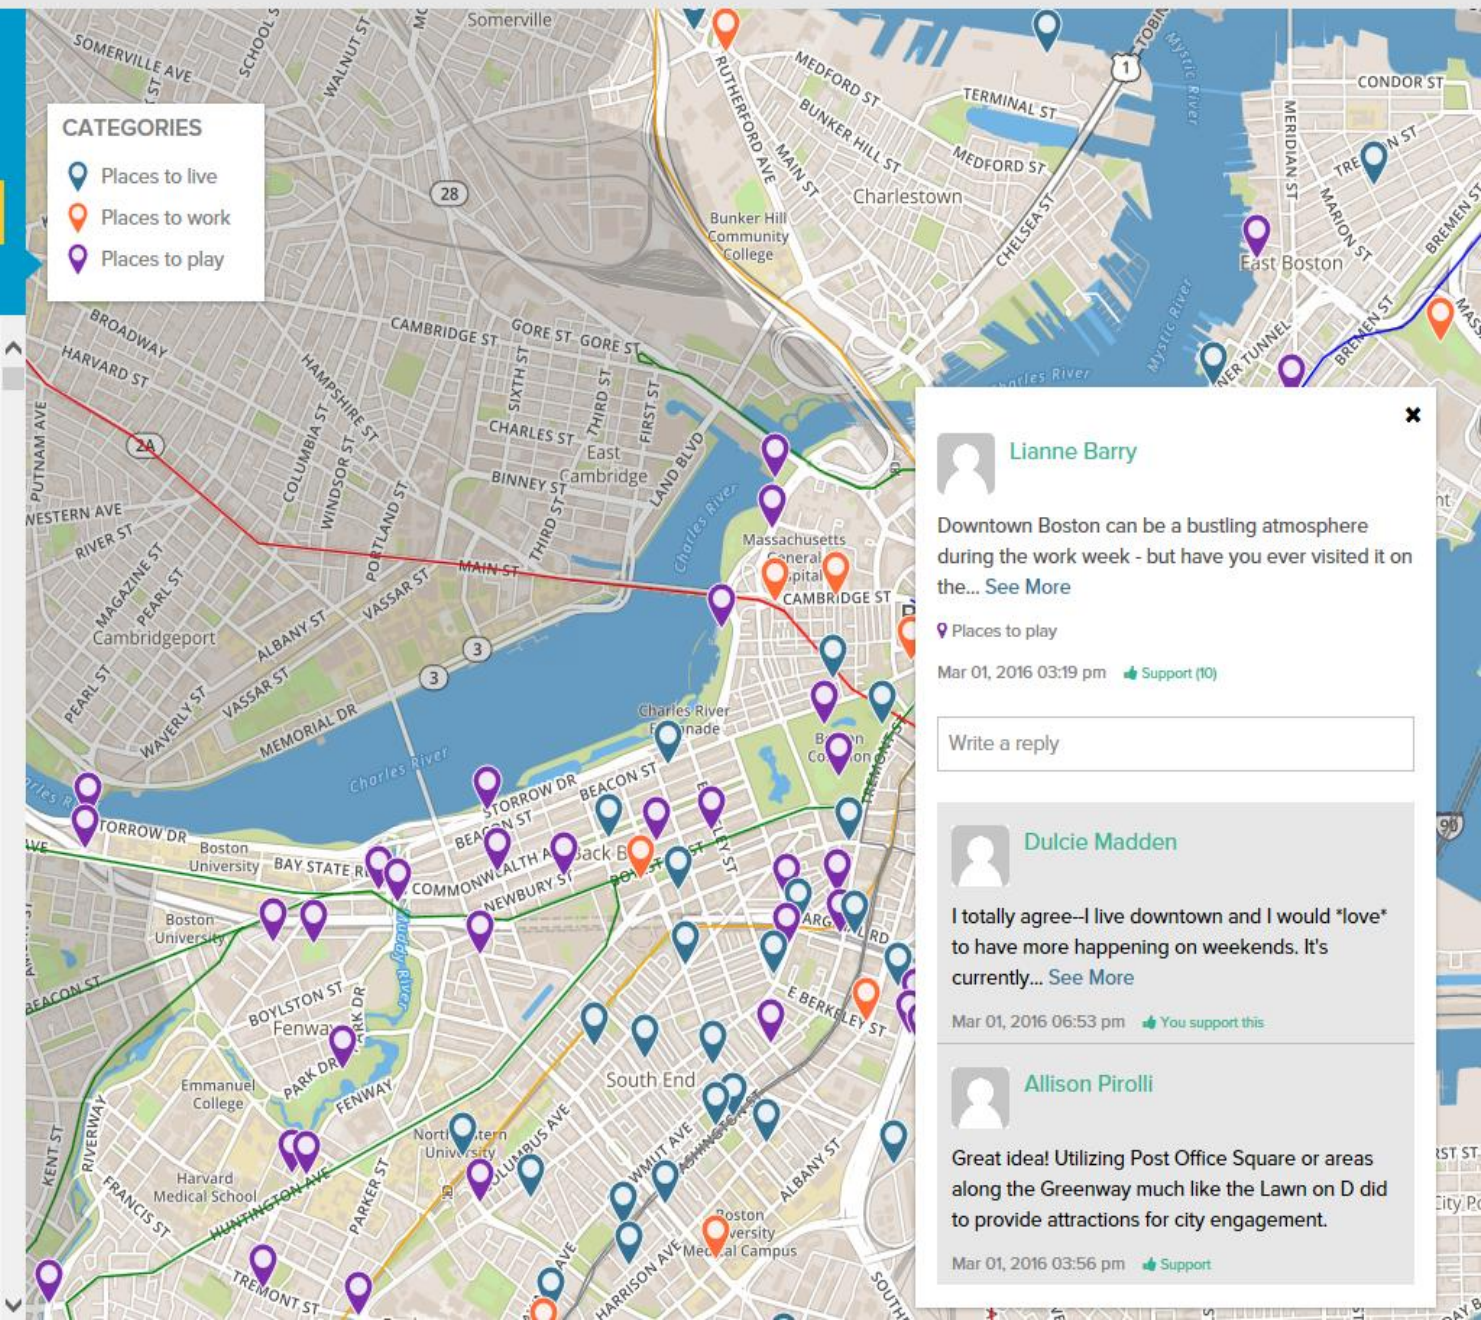 Somerville
SOMERVILLE AVE
SCHOOL S
WALNUT ST
RUTHERFORD AVE
MEDFORD ST
BUNKER HILL ST
MAIN ST
TERMINAL ST
MEDFORD ST
TOBIN
1
Mystic River
CONDOR ST
MERIDIAN ST
MARION ST
BREMEN ST
CATEGORIES
Places to live
Places to work
Places to play
28
Charlestown
Bunker Hill
Community
College
CHELSEA ST
East Boston
Mystic River
BREMEN ST
NER TUNNEL
Charles River
BROADWAY
HARVARD ST
HAMPSHIRE ST
CAMBRIDGE ST
GORE ST
GORE ST
SIXTH ST
THIRD ST
FIRST ST
PUTNAM AVE
2A
COLUMBIA ST
WINDSOR ST
CHARLES ST
East
Cambridge
BINNEY ST
LAND BLVD
WESTERN AVE
RIVER ST
PORTLAND ST
THIRD ST
Charles River
MAGAZINE ST
PEARL ST
MAIN ST
VASSAR ST
Massachusetts
General
CAMBRIDGE ST
Cambridgeport
ALBANY ST
3
3
PEARL ST
WAVERLY ST
VASSAR ST
MEMORIAL DR
Charles River
Charles River
TREMONT ST
STORROW DR
BEACON ST
TORROW DR
Boston
University
BAY STATE R
COMMONWEALTH A
NEWBURY ST
Boston
University
Muddy River
BEACON ST
BOYLSTON ST
Fenway
PARK DR
FENWAY
Emmanuel
College
E BERKELEY ST
South End
KENT ST
RIVERWAY
University
COLUMBUS AVE
Harvard
Medical School
FRANCIS ST
HUNTINGTON AVE
PARKER ST
ALBANY ST
HARRISON AVE
TREMONT ST
90
✖
Lianne Barry
Downtown Boston can be a bustling atmosphere
during the work week - but have you ever visited it on
the... See More
Places to play
Mar 01, 2016 03:19 pm Support (10)
Write a reply
Dulcie Madden
I totally agree--I live downtown and I would *love*
to have more happening on weekends. It's
currently... See More
Mar 01, 2016 06:53 pm You support this
Allison Pirolli
Great idea! Utilizing Post Office Square or areas
along the Greenway much like the Lawn on D did
to provide attractions for city engagement.
Mar 01, 2016 03:56 pm Support